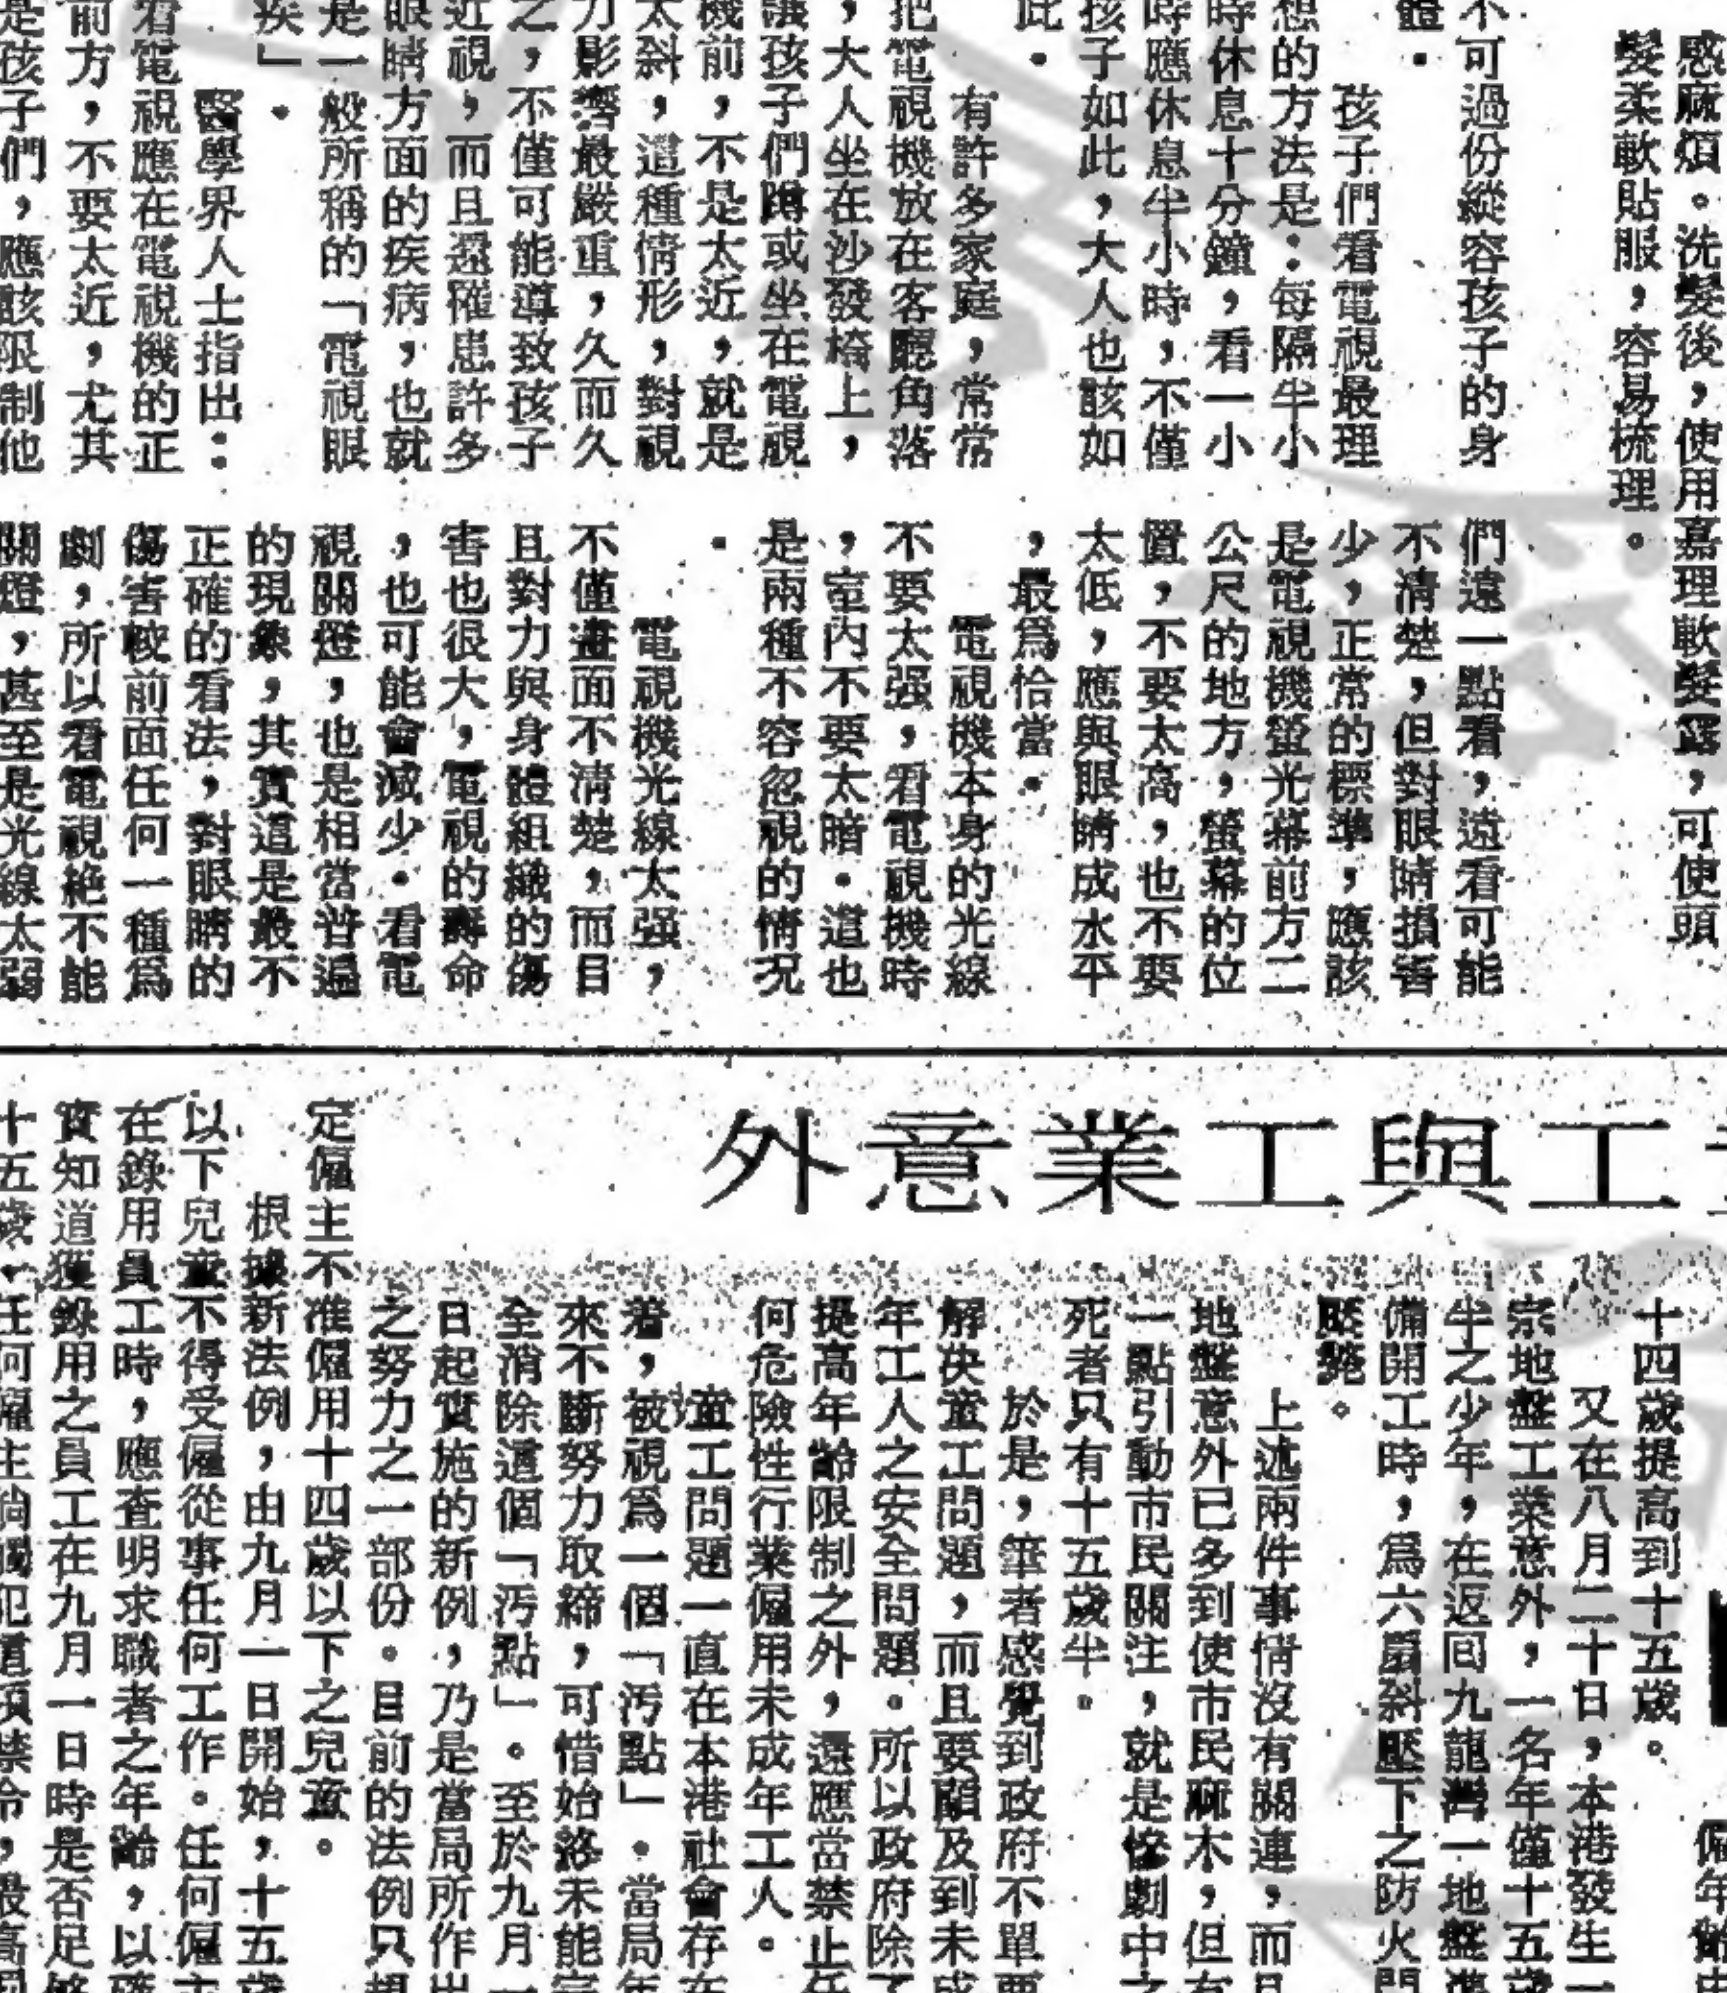 感麻煩。洗髮後,使用嘉理軟髮露,可使頭
髮柔軟貼服,容易梳理。
不可過份縱容孩子的身
體.
孩子們看電視最理
想的方法是:每隔半小
時休息十分鐘,看一小
時應休息半小時,不僅
孩子如此,大人也該如
此.
有許多家庭,常常
把電視機放在客廳角落
,大人坐在沙發椅上,
讓孩子們蹲或坐在電視
機前,不是太近,就是
太斜,這種情形,對視
力影響最嚴重,久而久
之,不僅可能導致孩子
近視,而且還罹患許多
眼睛方面的疾病,也就
是一般所稱的「電視眼
疾」.
醫學界人士指出:
看電視應在電視機的正
前方,不要太近,尤其
是孩子們,應該限制他
們遠一點看,遠看可能
不清楚,但對眼睛損害
少,正常的標準,應該
是電視機螢光幕前方二
公尺的地方,螢幕的位
置,不要太高,也不要
太低,應與眼睛成水平
,最爲恰當.
電視機本身的光線
不要太强,看電視機時
,室內不要太暗.這也
是兩種不容忽視的情况
.
電視機光線太强,
不僅畫面不清楚,而且
且對力與身體組織的傷
害也很大,電視的壽命
,也可能會減少.看電
視關燈,也是相當普遍
的現象,其實這是最不
正確的看法,對眼睛的
傷害較前面任何一種爲
劇,所以看電視絶不能
關燈,甚至是光線太弱
工與工業意外
十四歲提高到十五歲。
又在八月二十日,本港發生一
宗地盤工業意外,一名年僅十五歲
半之少年,在返回九龍灣一地盤準
備開工時,爲六扇斜壓下之防火門
壓斃。
上述兩件事情沒有關連,而且
地盤意外已多到使市民麻木,但有
一點引動市民關注,就是慘劇中之
死者只有十五歲半。
於是,筆者感覺到政府不單要
解決童工問題,而且要顧及到未成
年工人之安全問題。所以政府除了
提高年齡限制之外,還應當禁止任
何危險性行業僱用未成年工人。
童工問題一直在本港社會存在
着,被視爲一個「汚點」.當局年
來不斷努力取締,可惜始終未能完
全消除這個「汚點」。至於九月一
日起實施的新例,乃是當局所作出
之努力之一部份。目前的法例只規
定僱主不准僱用十四歲以下之兒童。
根據新法例,由九月一日開始,十五歲
以下兒童不得受僱從事任何工作。任何僱主
在錄用員工時,應查明求職者之年齡,以確
實知道獲錄用之員工在九月一日時是否足够
十五歲.任何僱主倘觸犯這項禁令,最高罰